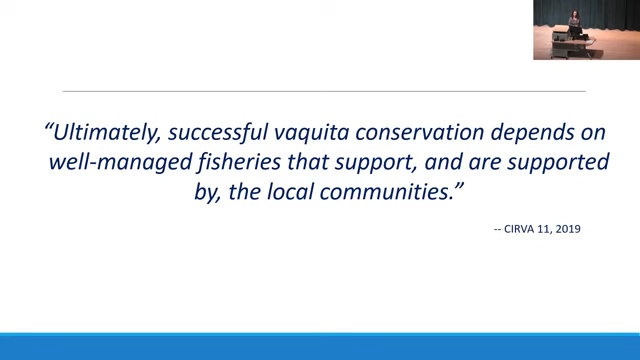 “Ultimately, successful vaquita conservation depends on
well-managed fisheries that support, and are supported
by, the local communities.”
-- CIRVA 11, 2019